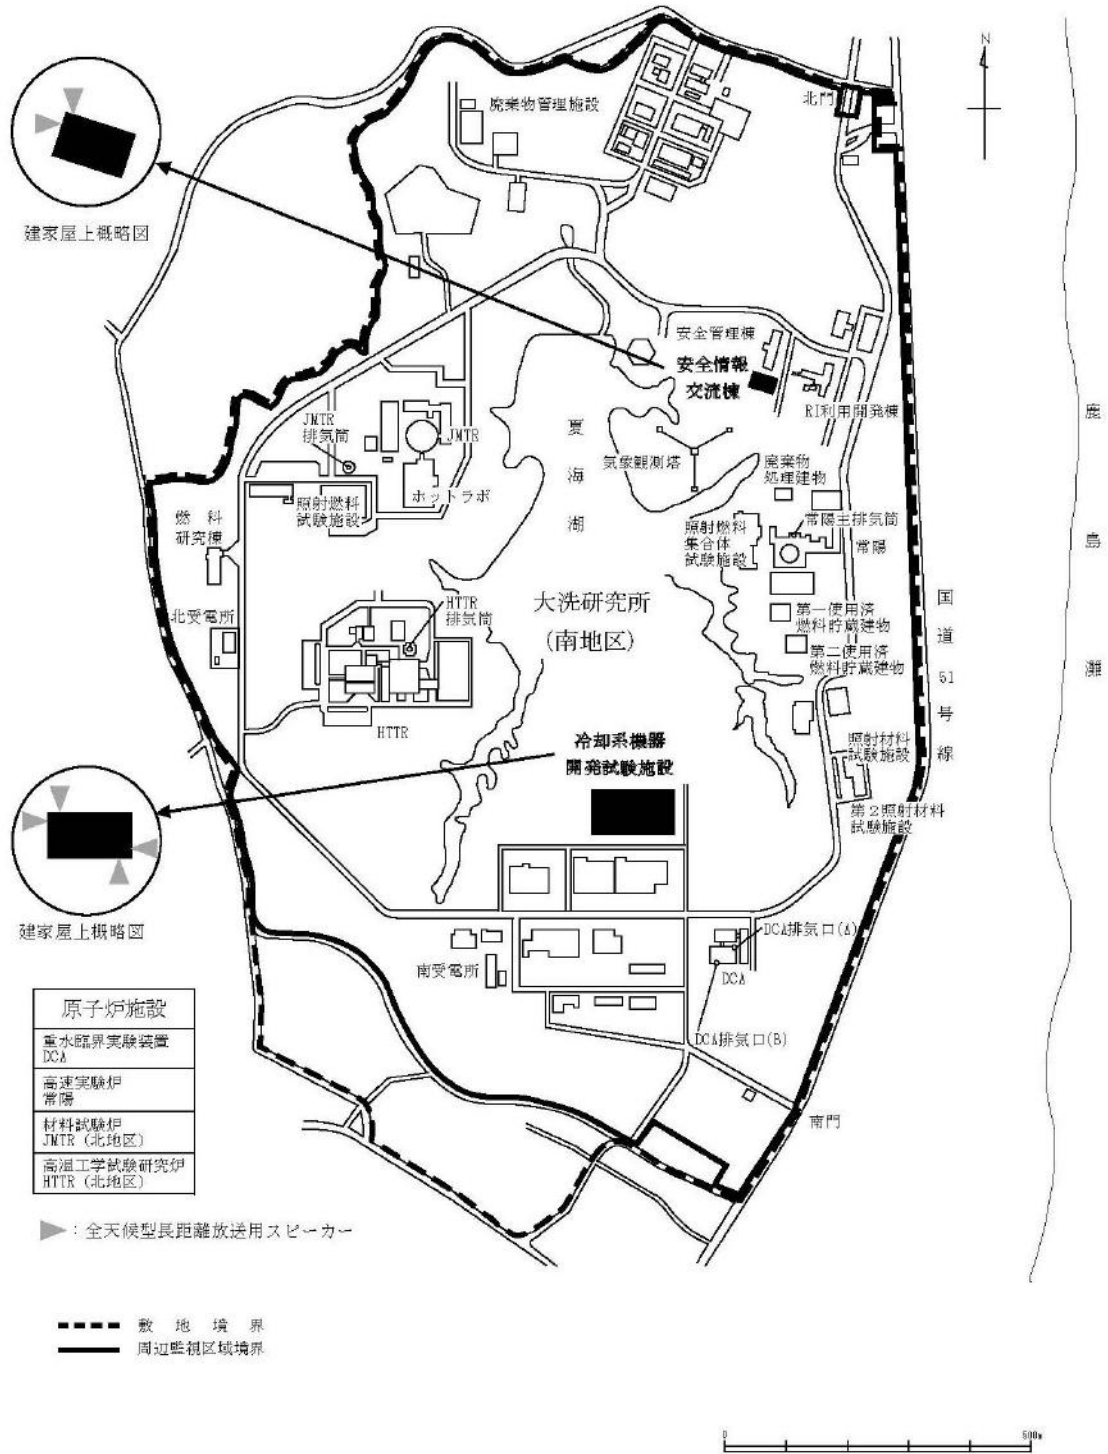 N
北門
廃棄物管理施設
建家屋上概略図
安全管理棟
安全情報
交流棟
RI利用開発棟
鹿島灘
JMTR
排気筒
JMTR
夏海湖
気象観測塔
廃棄物
処理建物
ホットラボ
照射燃料
試験施設
燃料
研究棟
照射燃料
集合体
試験施設
常陽主排気筒
常陽
大洗研究所
(南地区)
国道51号線
HTTR
排気筒
第一使用済
燃料貯蔵建物
北受電所
第二使用済
燃料貯蔵建物
HTTR
冷却系機器
開発試験施設
照射材料
試験施設
第2照射材料
試験施設
建家屋上概略図
DCA排気口(A)
南受電所
DCA
DCA排気口(B)
原子炉施設
重水臨界実験装置
DCA
高速実験炉
常陽
材料試験炉
JMTR (北地区)
高温工学試験研究炉
HTTR (北地区)
南門
:全天候型長距離放送用スピーカー
敷地境界
周辺監視区域境界
0 500m